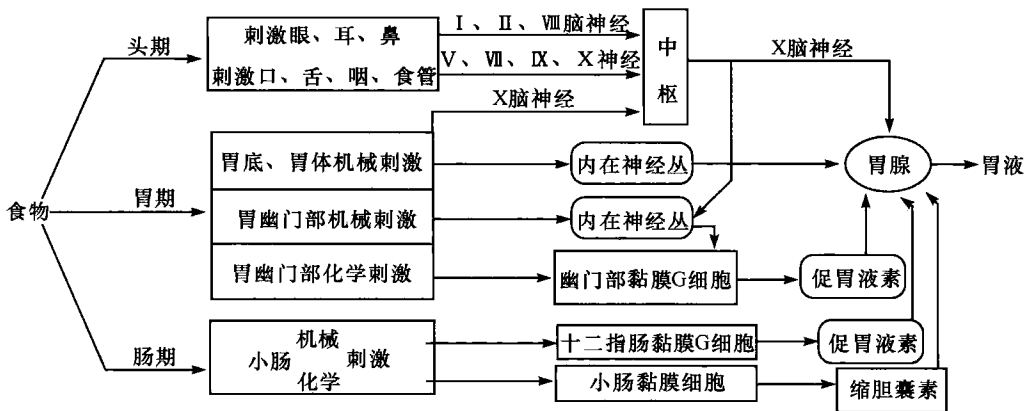 头期
刺激眼、耳、鼻
刺激口、舌、咽、食管
Ⅰ、Ⅱ、Ⅷ脑神经
Ⅴ、Ⅶ、Ⅸ、Ⅹ神经
X脑神经
中枢
X脑神经
食物
胃期
胃底、胃体机械刺激
胃幽门部机械刺激
胃幽门部化学刺激
内在神经丛
内在神经丛
幽门部黏膜G细胞
促胃液素
胃腺
胃液
肠期
机械
小肠 刺激
化学
十二指肠黏膜G细胞
促胃液素
小肠黏膜细胞
缩胆囊素